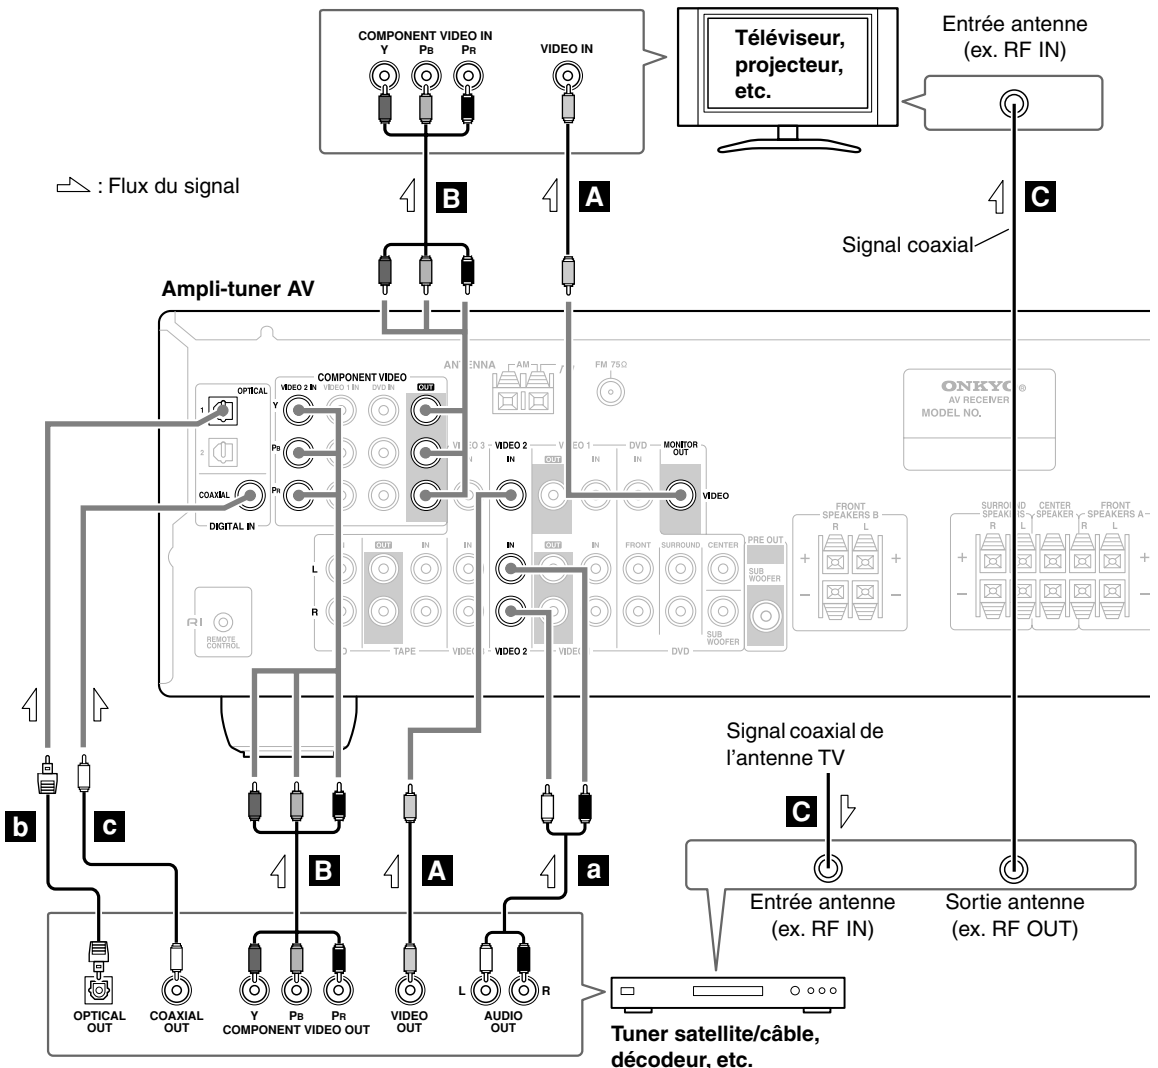 COMPONENT VIDEO IN
Y PB PR
VIDEO IN
Téléviseur,
projecteur,
etc.
Entrée antenne
(ex. RF IN)
: Flux du signal
B
A
C
Signal coaxial
Ampli-tuner AV
ANTENNA
AM
FM 75Ω
COMPONENT VIDEO
OPTICAL
VIDEO 2 IN
VIDEO 1 IN
DVD IN
OUT
1
Y
2
PB
COAXIAL
PR
DIGITAL IN
VIDEO 3
VIDEO 2
VIDEO 1
DVD
MONITOR
OUT
IN
IN
OUT
IN
IN
VIDEO
ONKYO ®
AV RECEIVER
MODEL NO.
FRONT
SPEAKERS B
R L
SURROUND
SPEAKERS
R L
CENTER
SPEAKER
FRONT
SPEAKERS A
R L
+ + + +
– – – –
IN
OUT
IN
IN
IN
OUT
IN
FRONT
SURROUND
CENTER
PRE OUT
SUB
WOOFER
L
R
SUB
WOOFER
RI
REMOTE
CONTROL
TAPE
VIDEO 2
DVD
Signal coaxial de
l’antenne TV
b
c
B
A
a
C
Entrée antenne
(ex. RF IN)
Sortie antenne
(ex. RF OUT)
OPTICAL
OUT
COAXIAL
OUT
Y PB PR
COMPONENT VIDEO OUT
VIDEO
OUT
L R
AUDIO
OUT
Tuner satellite/câble,
décodeur, etc.